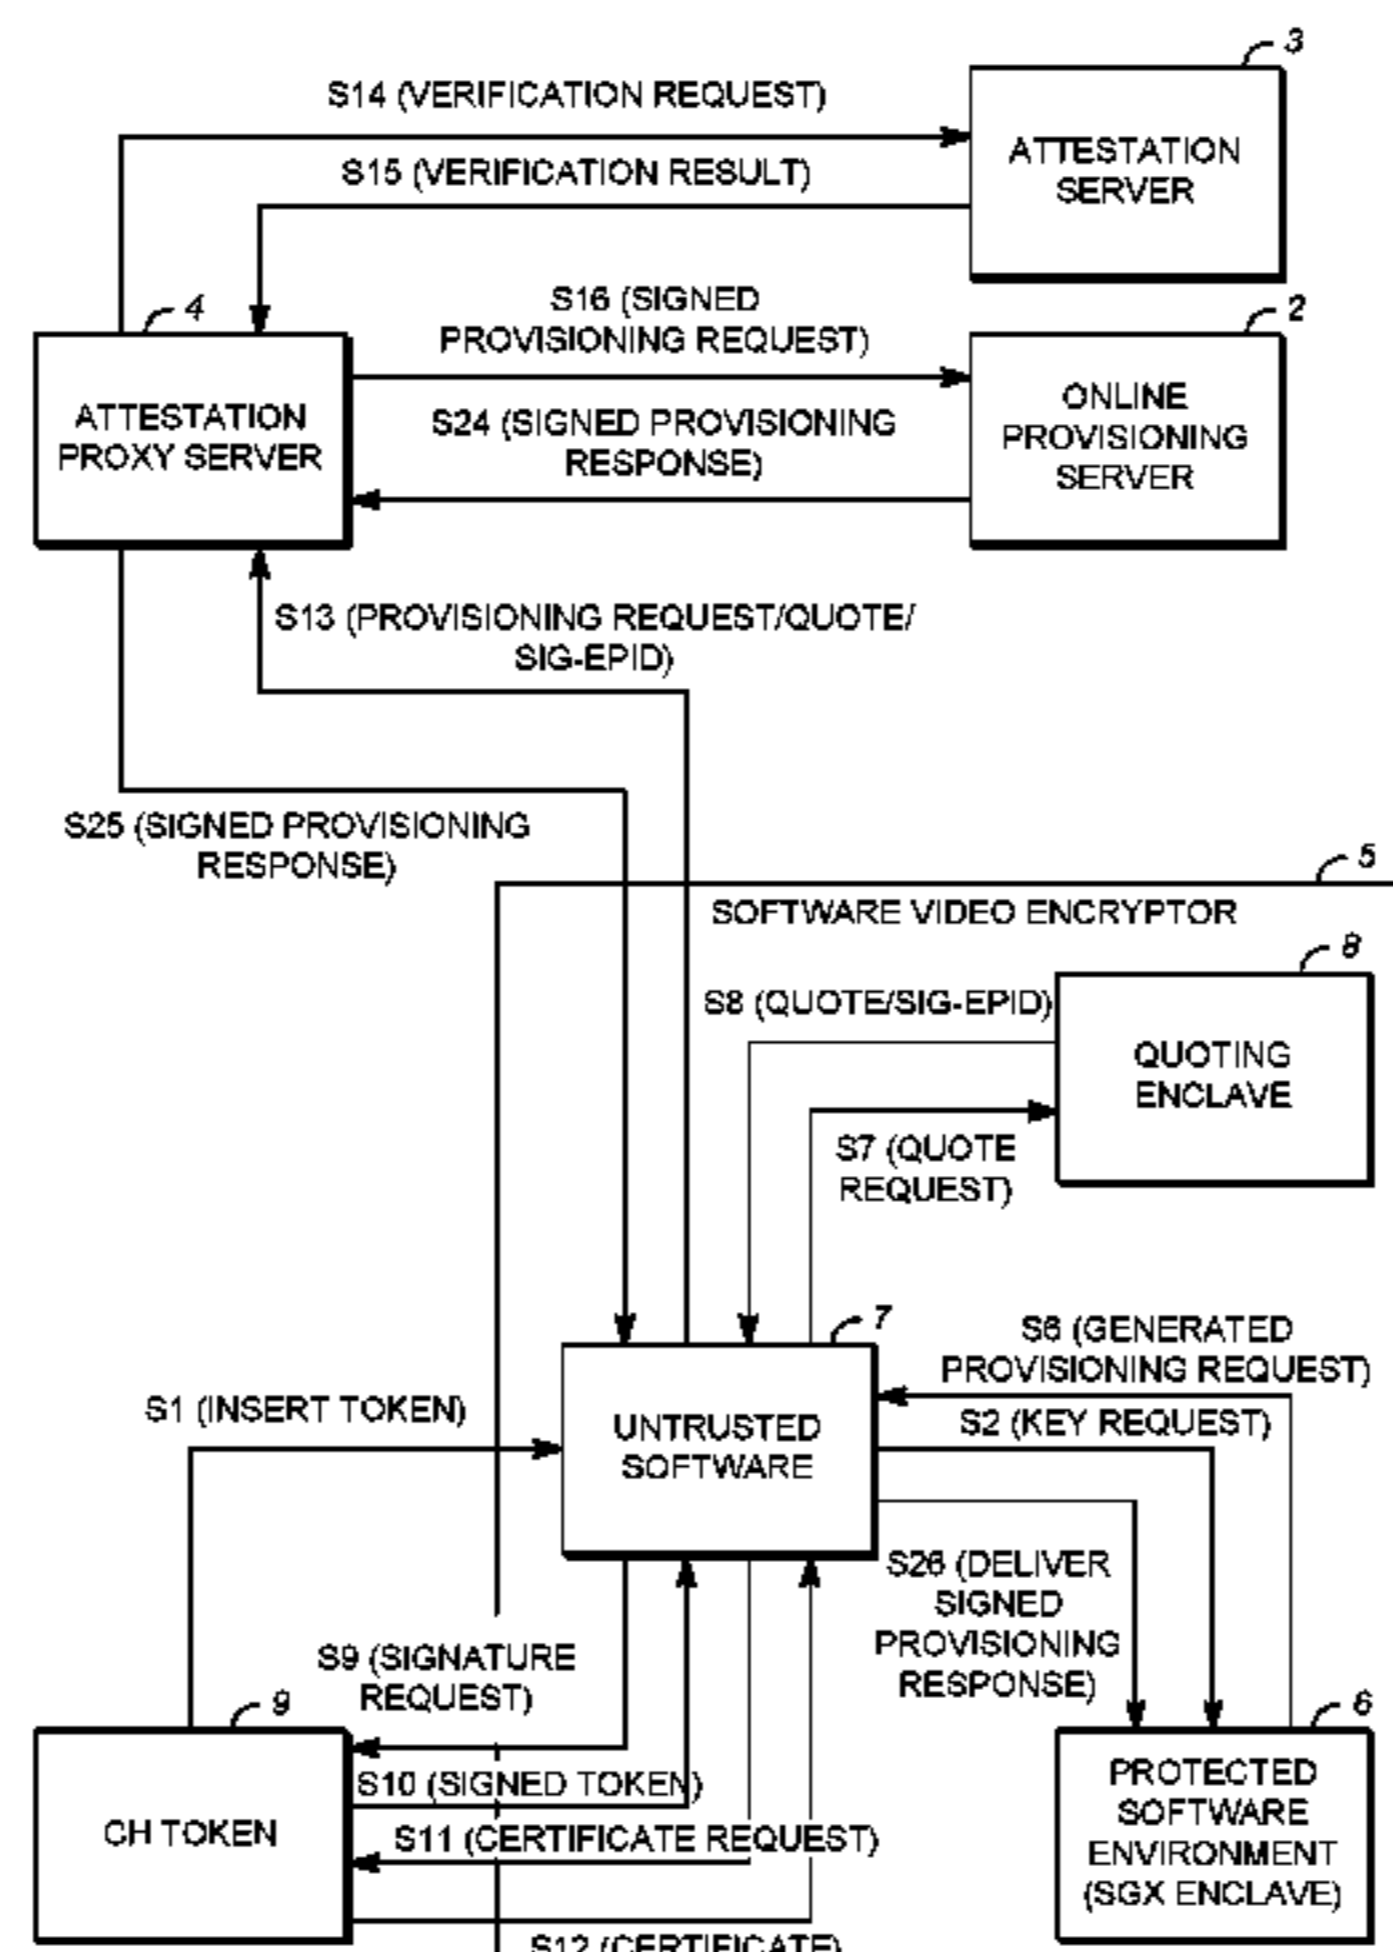 3
S14 (VERIFICATION REQUEST)
ATTESTATION
SERVER
S15 (VERIFICATION RESULT)
4
S16 (SIGNED
PROVISIONING REQUEST)
2
ATTESTATION
PROXY SERVER
ONLINE
PROVISIONING
SERVER
S24 (SIGNED PROVISIONING
RESPONSE)
S13 (PROVISIONING REQUEST/QUOTE/
SIG-EPID)
S25 (SIGNED PROVISIONING
RESPONSE)
5
SOFTWARE VIDEO ENCRYPTOR
8
S8 (QUOTE/SIG-EPID)
QUOTING
ENCLAVE
S7 (QUOTE
REQUEST)
7
S6 (GENERATED
PROVISIONING REQUEST)
S1 (INSERT TOKEN)
UNTRUSTED
SOFTWARE
S2 (KEY REQUEST)
S26 (DELIVER
SIGNED
PROVISIONING
RESPONSE)
S9 (SIGNATURE
REQUEST)
9
6
CH TOKEN
S10 (SIGNED TOKEN)
S11 (CERTIFICATE REQUEST)
S12 (CERTIFICATE)
PROTECTED
SOFTWARE
ENVIRONMENT
(SGX ENCLAVE)